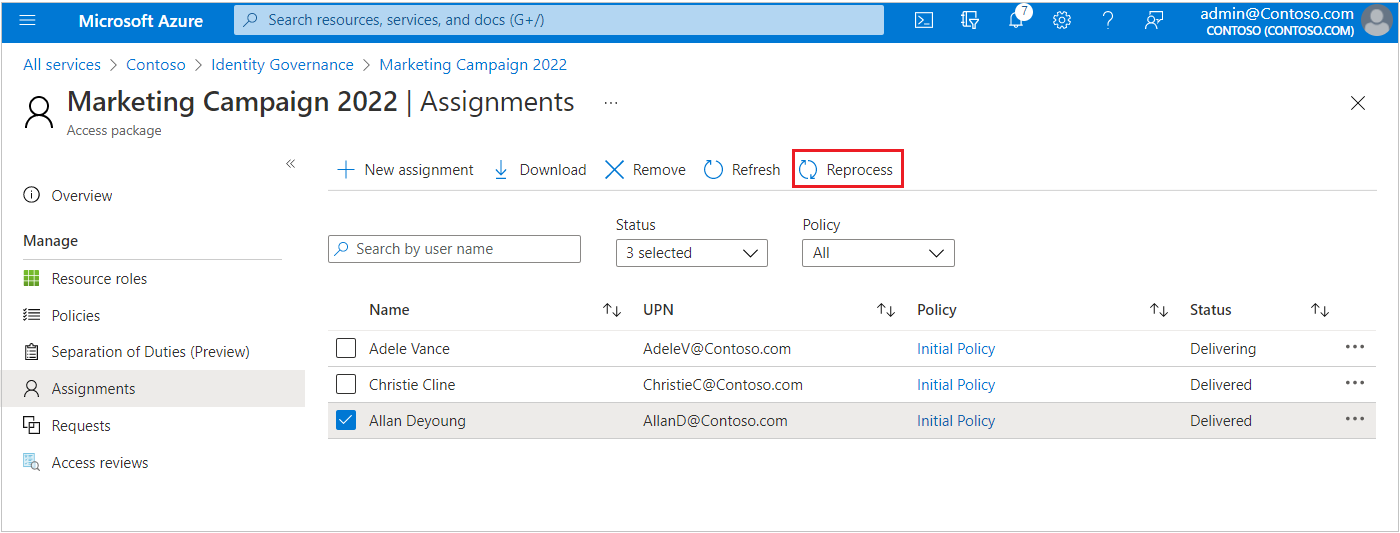 Microsoft Azure
Search resources, services, and docs (G+/)
7
admin@Contoso.com
CONTOSO (CONTOSO.COM)
All services > Contoso > Identity Governance > Marketing Campaign 2022
Marketing Campaign 2022 | Assignments ...
Access package
New assignment Download Remove Refresh Reprocess
Overview
Manage
Resource roles
Policies
Separation of Duties (Preview)
Assignments
Requests
Access reviews
Status Policy
Search by user name 3 selected All
Name UPN Policy Status
Adele Vance AdeleV@Contoso.com Initial Policy Delivering
Christie Cline ChristieC@Contoso.com Initial Policy Delivered
Allan Deyoung AllanD@Contoso.com Initial Policy Delivered